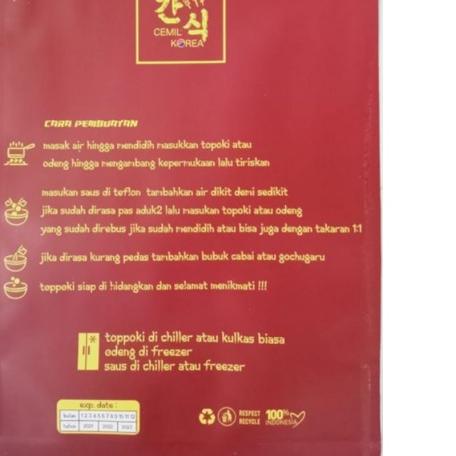 간식
CEMIL
KOREA
CARA PEMBUATAN
masak air hingga mendidih masukkan topoki atau
odeng hingga mengambang kepermukaan lalu tiriskan
masukan saus di teflon tambahkan air dikit demi sedikit
jika sudah dirasa pas aduk2 lalu masukan topoki atau odeng
yang sudah direbus jika sudah mendidih atau bisa juga dengan takaran 1:1
jika dirasa kurang pedas tambahkan bubuk cabai atau gochugaru
toppoki siap di hidangkan dan selamat menikmati !!!
toppoki di chiller atau kulkas biasa
odeng di freezer
saus di chiller atau freezer
exp. date :
bulan 1 2 3 4 5 6 7 8 9 10 11 12
tahun 2021 2022 2023
RESPECT
RECYCLE
100%
INDONESIA